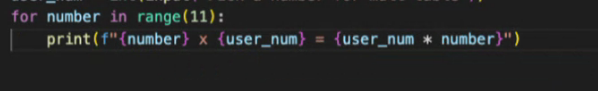 for number in range(11):
print(f"{number} x {user_num} = {user_num * number}")